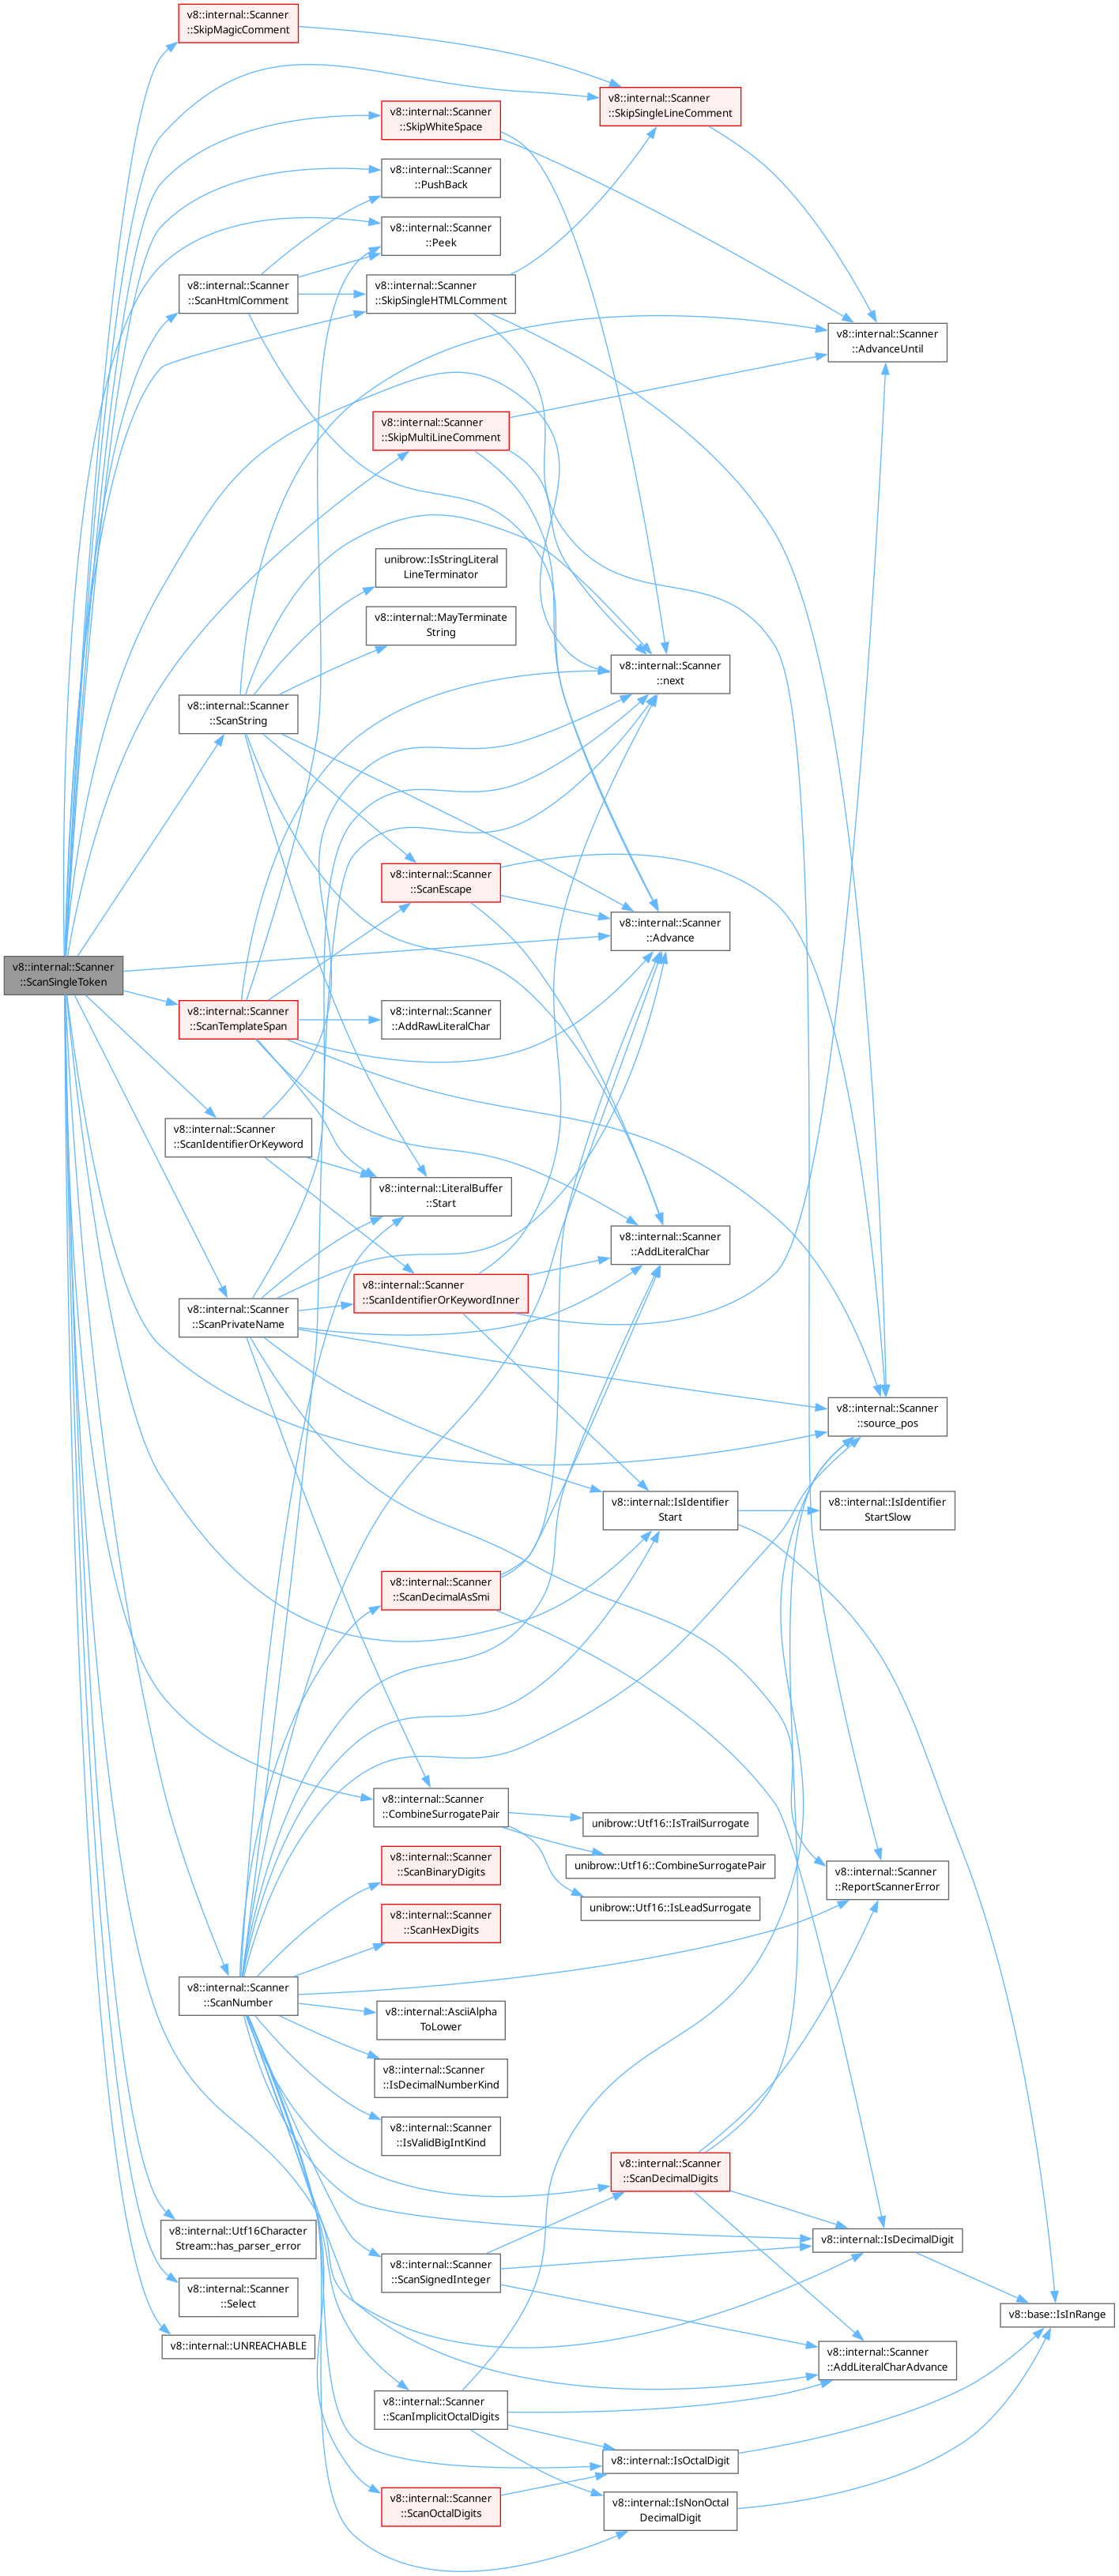 v8::internal::Scanner
::SkipMagicComment
v8::internal::Scanner
::SkipSingleLineComment
v8::internal::Scanner
::SkipWhiteSpace
v8::internal::Scanner
::PushBack
v8::internal::Scanner
::Peek
v8::internal::Scanner
::ScanHtmlComment
v8::internal::Scanner
::SkipSingleHTMLComment
v8::internal::Scanner
::AdvanceUntil
v8::internal::Scanner
::SkipMultiLineComment
unibrow::IsStringLiteral
LineTerminator
v8::internal::MayTerminate
String
v8::internal::Scanner
::next
v8::internal::Scanner
::ScanString
v8::internal::Scanner
::ScanEscape
v8::internal::Scanner
::Advance
v8::internal::Scanner
::ScanSingleToken
v8::internal::Scanner
::ScanTemplateSpan
v8::internal::Scanner
::AddRawLiteralChar
v8::internal::Scanner
::ScanIdentifierOrKeyword
v8::internal::LiteralBuffer
::Start
v8::internal::Scanner
::AddLiteralChar
v8::internal::Scanner
::ScanIdentifierOrKeywordInner
v8::internal::Scanner
::ScanPrivateName
v8::internal::Scanner
::source_pos
v8::internal::IsIdentifier
Start
v8::internal::IsIdentifier
StartSlow
v8::internal::Scanner
::ScanDecimalAsSmi
v8::internal::Scanner
::CombineSurrogatePair
unibrow::Utf16::IsTrailSurrogate
unibrow::Utf16::CombineSurrogatePair
unibrow::Utf16::IsLeadSurrogate
v8::internal::Scanner
::ScanBinaryDigits
v8::internal::Scanner
::ReportScannerError
v8::internal::Scanner
::ScanHexDigits
v8::internal::Scanner
::ScanNumber
v8::internal::AsciiAlpha
ToLower
v8::internal::Scanner
::IsDecimalNumberKind
v8::internal::Scanner
::IsValidBigIntKind
v8::internal::Scanner
::ScanDecimalDigits
v8::internal::Utf16Character
Stream::has_parser_error
v8::internal::IsDecimalDigit
v8::internal::Scanner
::ScanSignedInteger
v8::internal::Scanner
::Select
v8::base::IsInRange
v8::internal::UNREACHABLE
v8::internal::Scanner
::AddLiteralCharAdvance
v8::internal::Scanner
::ScanImplicitOctalDigits
v8::internal::IsOctalDigit
v8::internal::Scanner
::ScanOctalDigits
v8::internal::IsNonOctal
DecimalDigit